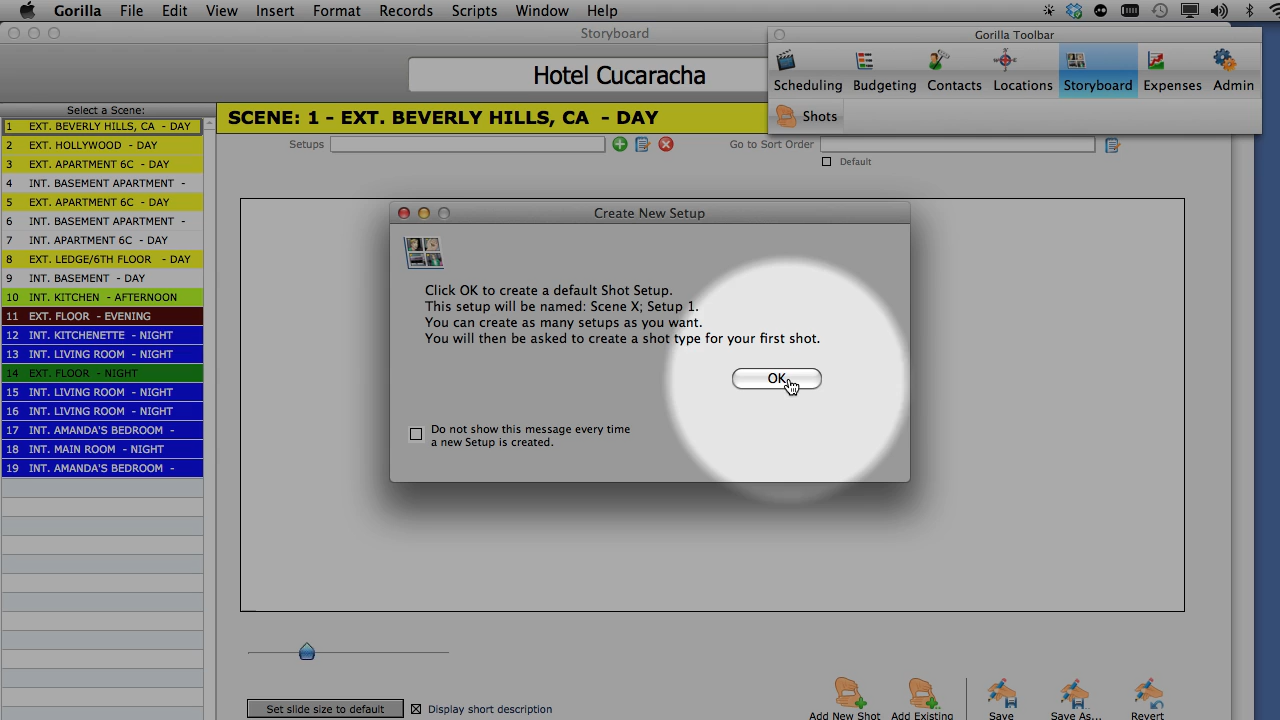 Gorilla File Edit View Insert Format Records Scripts Window Help
Storyboard
Gorilla Toolbar
Hotel Cucaracha
Scheduling Budgeting Contacts Locations Storyboard Expenses Admin
Shots
Select a Scene:
SCENE: 1 - EXT. BEVERLY HILLS, CA - DAY
Setups
Go to Sort Order
Default
1 EXT. BEVERLY HILLS, CA - DAY
2 EXT. HOLLYWOOD - DAY
3 EXT. APARTMENT 6C - DAY
4 INT. BASEMENT APARTMENT -
5 EXT. APARTMENT 6C - DAY
6 INT. BASEMENT APARTMENT -
7 INT. APARTMENT 6C - DAY
8 EXT. LEDGE/6TH FLOOR - DAY
9 INT. BASEMENT - DAY
10 INT. KITCHEN - AFTERNOON
11 EXT. FLOOR - EVENING
12 INT. KITCHENETTE - NIGHT
13 INT. LIVING ROOM - NIGHT
14 EXT. FLOOR - NIGHT
15 INT. LIVING ROOM - NIGHT
16 INT. LIVING ROOM - NIGHT
17 INT. AMANDA'S BEDROOM -
18 INT. MAIN ROOM - NIGHT
19 INT. AMANDA'S BEDROOM -
Create New Setup
Click OK to create a default Shot Setup.
This setup will be named: Scene X; Setup 1.
You can create as many setups as you want.
You will then be asked to create a shot type for your first shot.
OK
Do not show this message every time
a new Setup is created.
Set slide size to default
Display short description
Add New Shot Add Existing Save Save As... Revert